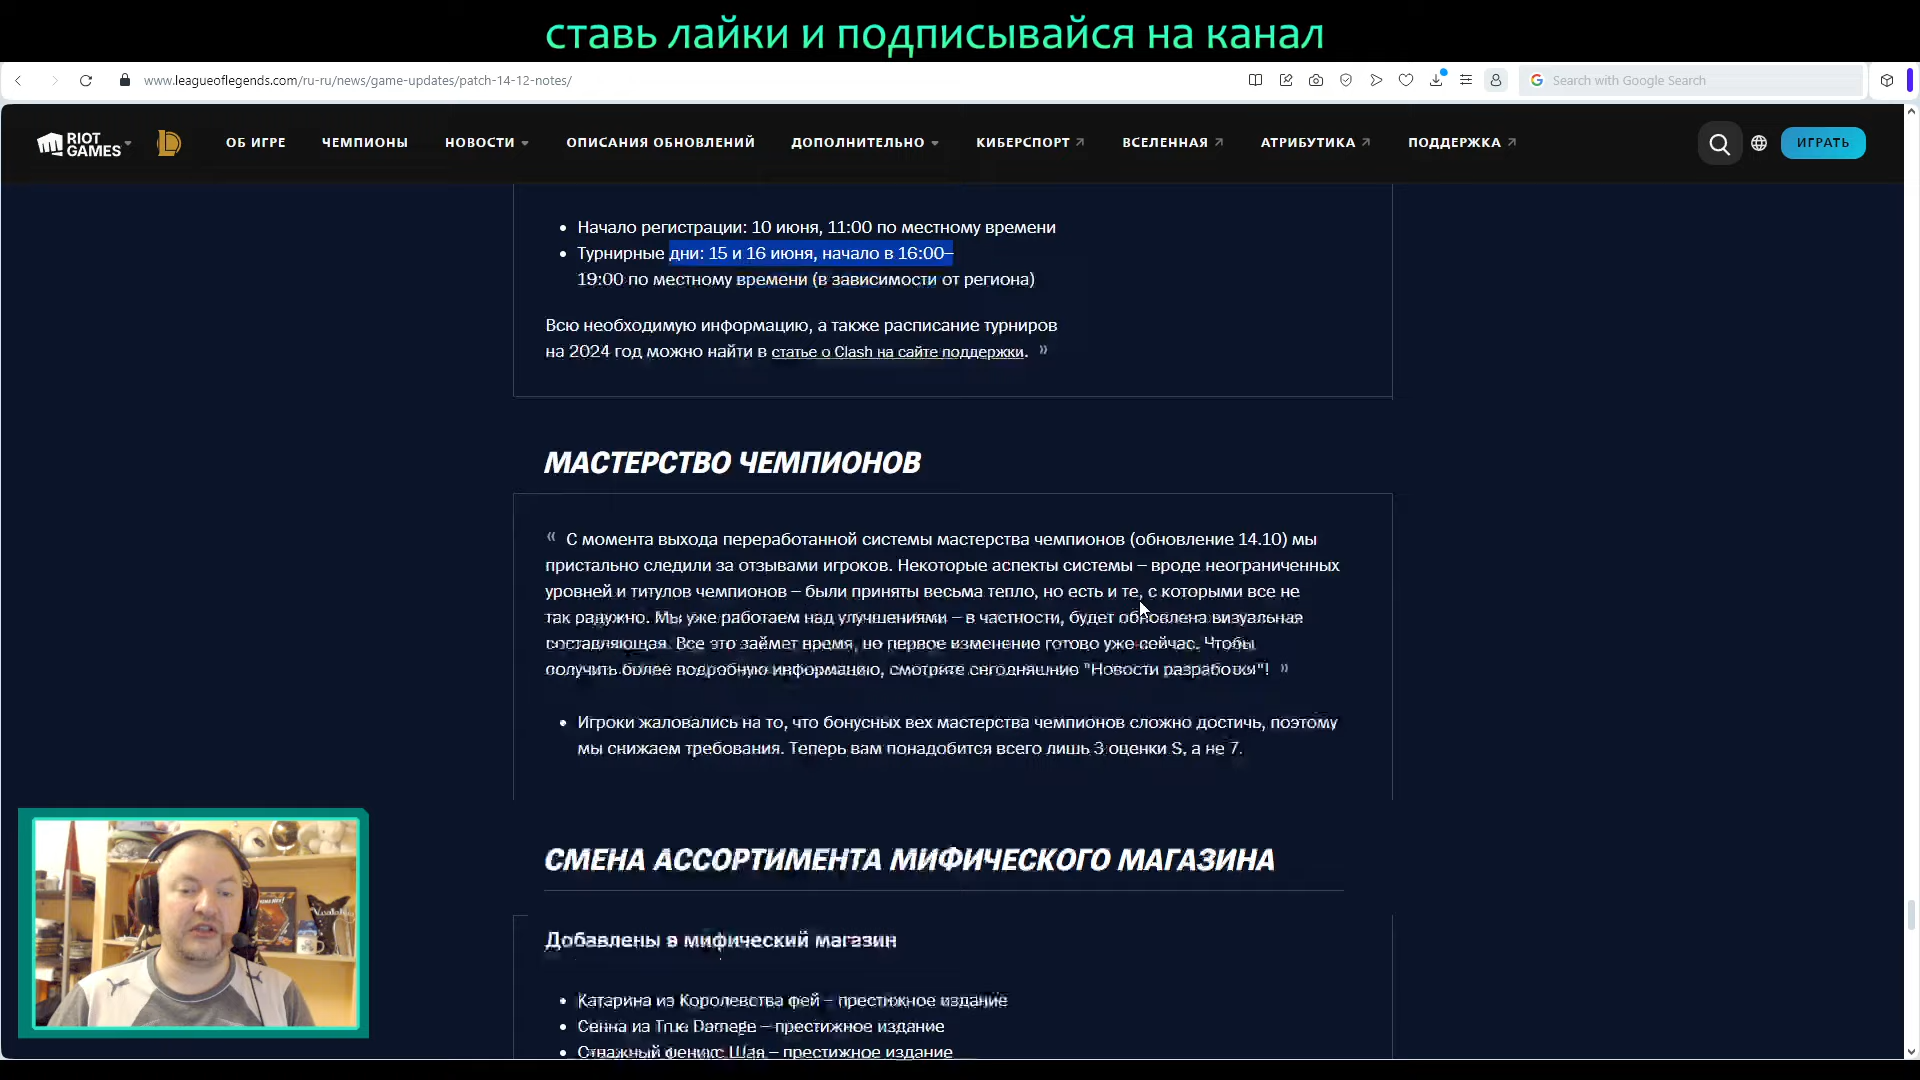 ставь лайки и подписывайся на канал
www.leagueoflegends.com/ru-ru/news/game-updates/patch-14-12-notes/
Search with Google Search
RIOT GAMES
ОБ ИГРЕ
ЧЕМПИОНЫ
НОВОСТИ
ОПИСАНИЯ ОБНОВЛЕНИЙ
ДОПОЛНИТЕЛЬНО
КИБЕРСПОРТ
ВСЕЛЕННАЯ
АТРИБУТИКА
ПОДДЕРЖКА
ИГРАТЬ
• Начало регистрации: 10 июня, 11:00 по местному времени
• Турнирные дни: 15 и 16 июня, начало в 16:00–
19:00 по местному времени (в зависимости от региона)
Всю необходимую информацию, а также расписание турниров
на 2024 год можно найти в статье о Clash на сайте поддержки. »
МАСТЕРСТВО ЧЕМПИОНОВ
« С момента выхода переработанной системы мастерства чемпионов (обновление 14.10) мы
пристально следили за отзывами игроков. Некоторые аспекты системы – вроде неограниченных
уровней и титулов чемпионов – были приняты весьма тепло, но есть и те, с которыми все не
так радужно. Мы уже работаем над улучшениями – в частности, будет обновлена визуальная
составляющая. Все это займет время, но первое изменение готово уже сейчас. Чтобы
получить более подробную информацию, смотрите сегодняшние "Новости разработки"! »
• Игроки жаловались на то, что бонусных вех мастерства чемпионов сложно достичь, поэтому
мы снижаем требования. Теперь вам понадобится всего лишь 3 оценки S, а не 7.
СМЕНА АССОРТИМЕНТА МИФИЧЕСКОГО МАГАЗИНА
Добавлены в мифический магазин
• Катарина из Королевства фей – престижное издание
• Сенна из True Damage – престижное издание
• Отважный феникс Шая – престижное издание